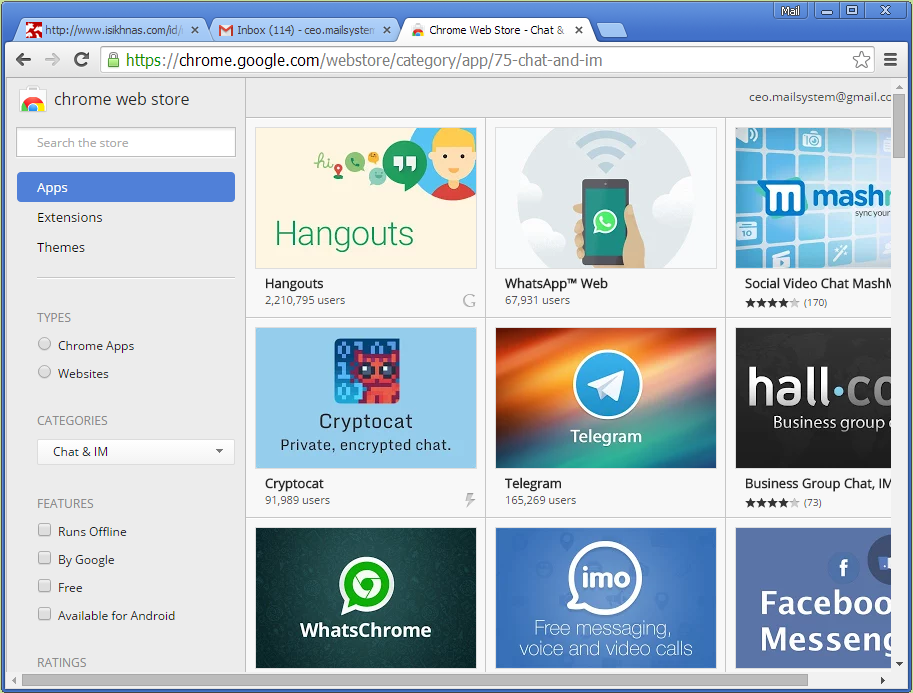 Mail
http://www.isikhnas.com/id/
Inbox (114) - ceo.mailsystem
Chrome Web Store - Chat &
https://chrome.google.com/webstore/category/app/75-chat-and-im
chrome web store
ceo.mailsystem@gmail.co
Search the store
Apps
Extensions
Themes
TYPES
Chrome Apps
Websites
CATEGORIES
Chat & IM
FEATURES
Runs Offline
By Google
Free
Available for Android
RATINGS
hi
Hangouts
Hangouts
2,210,795 users
G
WhatsApp™ Web
67,931 users
mashm
sync your
10
Social Video Chat MashM
(170)
Cryptocat
Private, encrypted chat.
Cryptocat
91,989 users
Telegram
Telegram
165,269 users
hall.co
Business group
Business Group Chat, IM
(73)
WhatsChrome
imo
Free messaging,
voice and video calls
f
Faceboo
Messeng